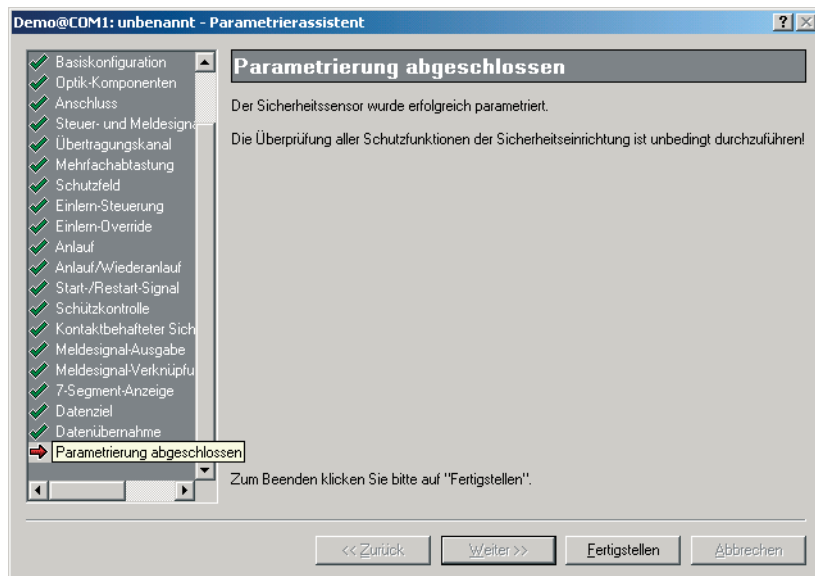 Demo@COM1: unbenannt - Parametrierassistent
Basiskonfiguration
Optik-Komponenten
Anschluss
Steuer- und Meldesigna
Übertragungskanal
Mehrfachabtastung
Schutzfeld
Einlern-Steuerung
Einlern-Override
Anlauf
Anlauf/Wiederanlauf
Start-/Restart-Signal
Schützkontrolle
Kontaktbehafteter Sich
Meldesignal-Ausgabe
Meldesignal-Verknüpfu
7-Segment-Anzeige
Datenziel
Datenübernahme
Parametrierung abgeschlossen
Parametrierung abgeschlossen
Der Sicherheitssensor wurde erfolgreich parametriert.
Die Überprüfung aller Schutzfunktionen der Sicherheitseinrichtung ist unbedingt durchzuführen!
Zum Beenden klicken Sie bitte auf "Fertigstellen".
<< Zurück
Weiter >>
Fertigstellen
Abbrechen